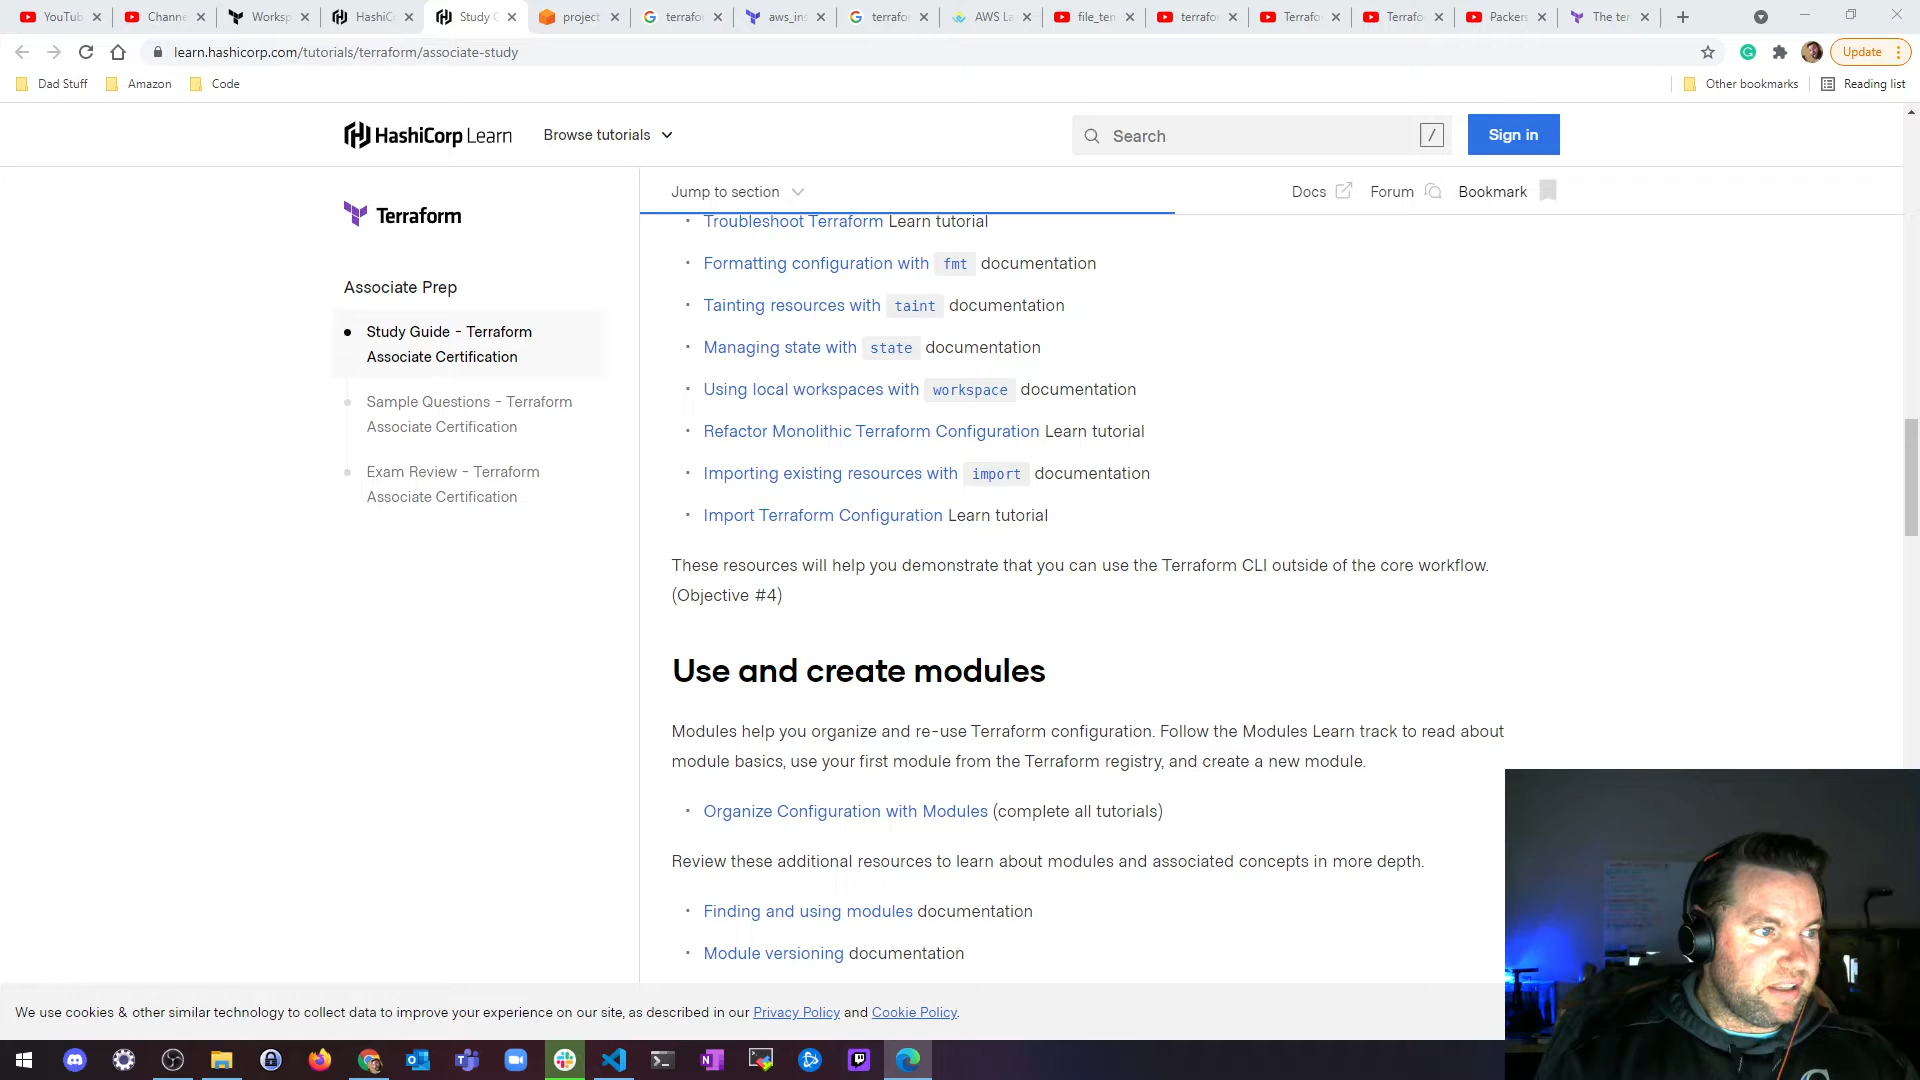 YouTub
Channe
Worksp
HashiC
Study G
project
terrafor
aws_ins
terrafor
AWS La
file_tem
terrafor
Terrafo
Terrafo
Packer
The ter
learn.hashicorp.com/tutorials/terraform/associate-study
Update
Dad Stuff
Amazon
Code
Other bookmarks
Reading list
HashiCorp Learn
Browse tutorials
Search
/
Sign in
Terraform
Associate Prep
Study Guide - Terraform
Associate Certification
Sample Questions - Terraform
Associate Certification
Exam Review - Terraform
Associate Certification
Jump to section
Docs
Forum
Bookmark
Troubleshoot Terraform Learn tutorial
Formatting configuration with fmt documentation
Tainting resources with taint documentation
Managing state with state documentation
Using local workspaces with workspace documentation
Refactor Monolithic Terraform Configuration Learn tutorial
Importing existing resources with import documentation
Import Terraform Configuration Learn tutorial
These resources will help you demonstrate that you can use the Terraform CLI outside of the core workflow.
(Objective #4)
Use and create modules
Modules help you organize and re-use Terraform configuration. Follow the Modules Learn track to read about
module basics, use your first module from the Terraform registry, and create a new module.
Organize Configuration with Modules (complete all tutorials)
Review these additional resources to learn about modules and associated concepts in more depth.
Finding and using modules documentation
Module versioning documentation
We use cookies & other similar technology to collect data to improve your experience on our site, as described in our Privacy Policy and Cookie Policy.